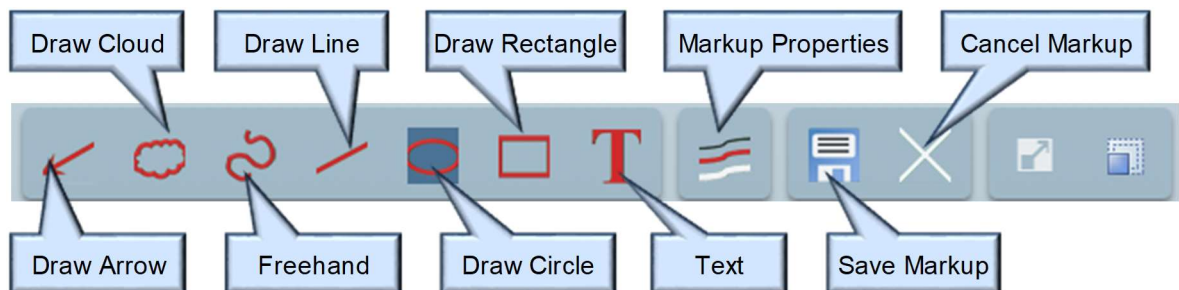 Draw Cloud
Draw Line
Draw Rectangle
Markup Properties
Cancel Markup
T
Draw Arrow
Freehand
Draw Circle
Text
Save Markup